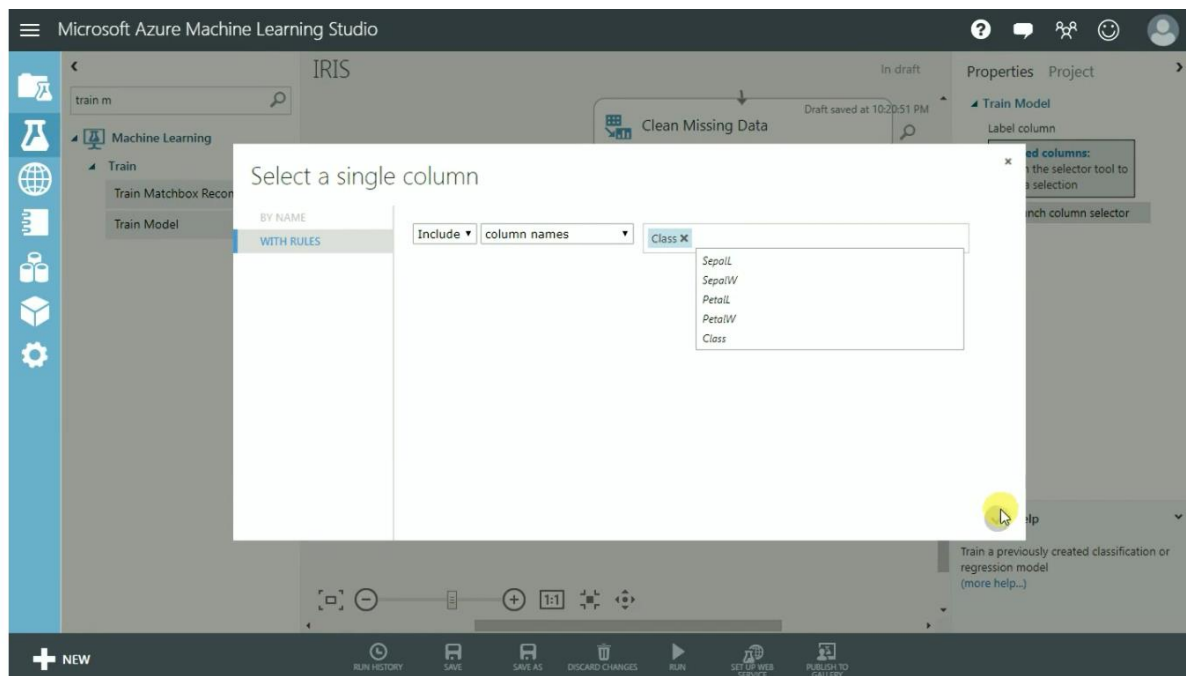 Microsoft Azure Machine Learning Studio
IRIS
In draft
Properties Project
train m
Draft saved at 10:20:51 PM
Clean Missing Data
Train Model
Label column
Machine Learning
Train
Train Matchbox Recon
Train Model
ed columns:
the selector tool to
selection
nch column selector
Select a single column
BY NAME
WITH RULES
Include
column names
Class
SepalL
SepalW
PetalL
PetalW
Class
elp
Train a previously created classification or
regression model
(more help...)
1:1
NEW
RUN HISTORY
SAVE
SAVE AS
DISCARD CHANGES
RUN
SET UP WEB
SERVICE
PUBLISH TO
GALLERY